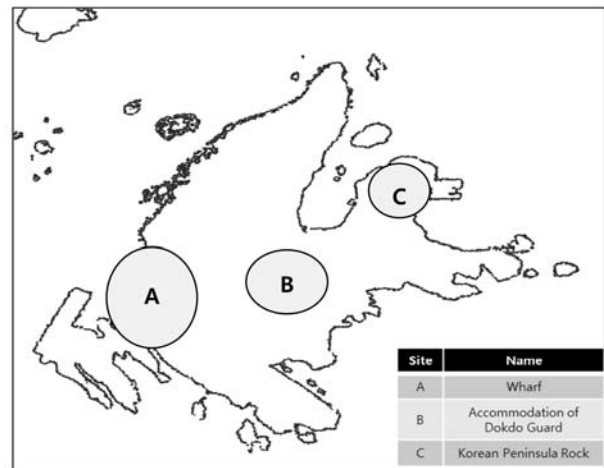 C
A
B
Site Name
A Wharf
B Accommodation of
Dokdo Guard
C Korean Peninsula Rock